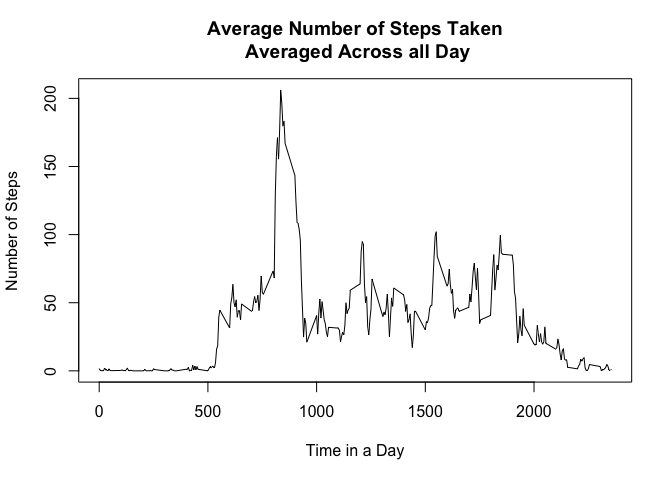 Average Number of Steps Taken
Averaged Across all Day
Number of Steps
200
150
100
50
0
0 500 1000 1500 2000
Time in a Day